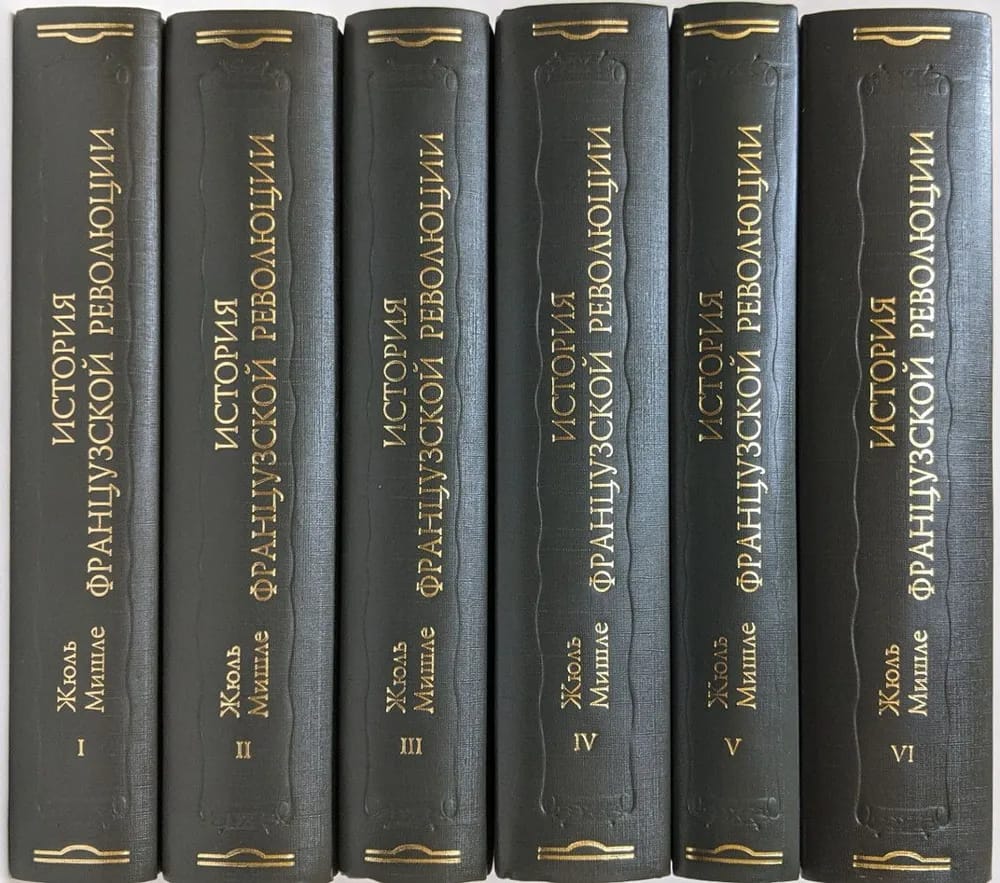 Жюль
Мишле
ИСТОРИЯ
ФРАНЦУЗСКОЙ РЕВОЛЮЦИИ
I
Жюль
Мишле
ИСТОРИЯ
ФРАНЦУЗСКОЙ РЕВОЛЮЦИИ
II
Жюль
Мишле
ИСТОРИЯ
ФРАНЦУЗСКОЙ РЕВОЛЮЦИИ
III
Жюль
Мишле
ИСТОРИЯ
ФРАНЦУЗСКОЙ РЕВОЛЮЦИИ
IV
Жюль
Мишле
ИСТОРИЯ
ФРАНЦУЗСКОЙ РЕВОЛЮЦИИ
V
Жюль
Мишле
ИСТОРИЯ
ФРАНЦУЗСКОЙ РЕВОЛЮЦИИ
VI